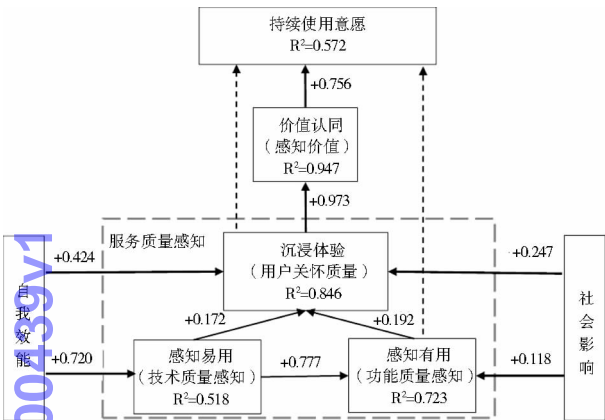 持续使用意愿
R²=0.572
+0.756
价值认同
（感知价值）
R²=0.947
+0.973
服务质量感知
沉浸体验
（用户关怀质量）
R²=0.846
+0.424
+0.247
自我效能
社会影响
+0.172
+0.192
+0.720
感知易用
（技术质量感知）
R²=0.518
+0.777
感知有用
（功能质量感知）
R²=0.723
+0.118
00439v1